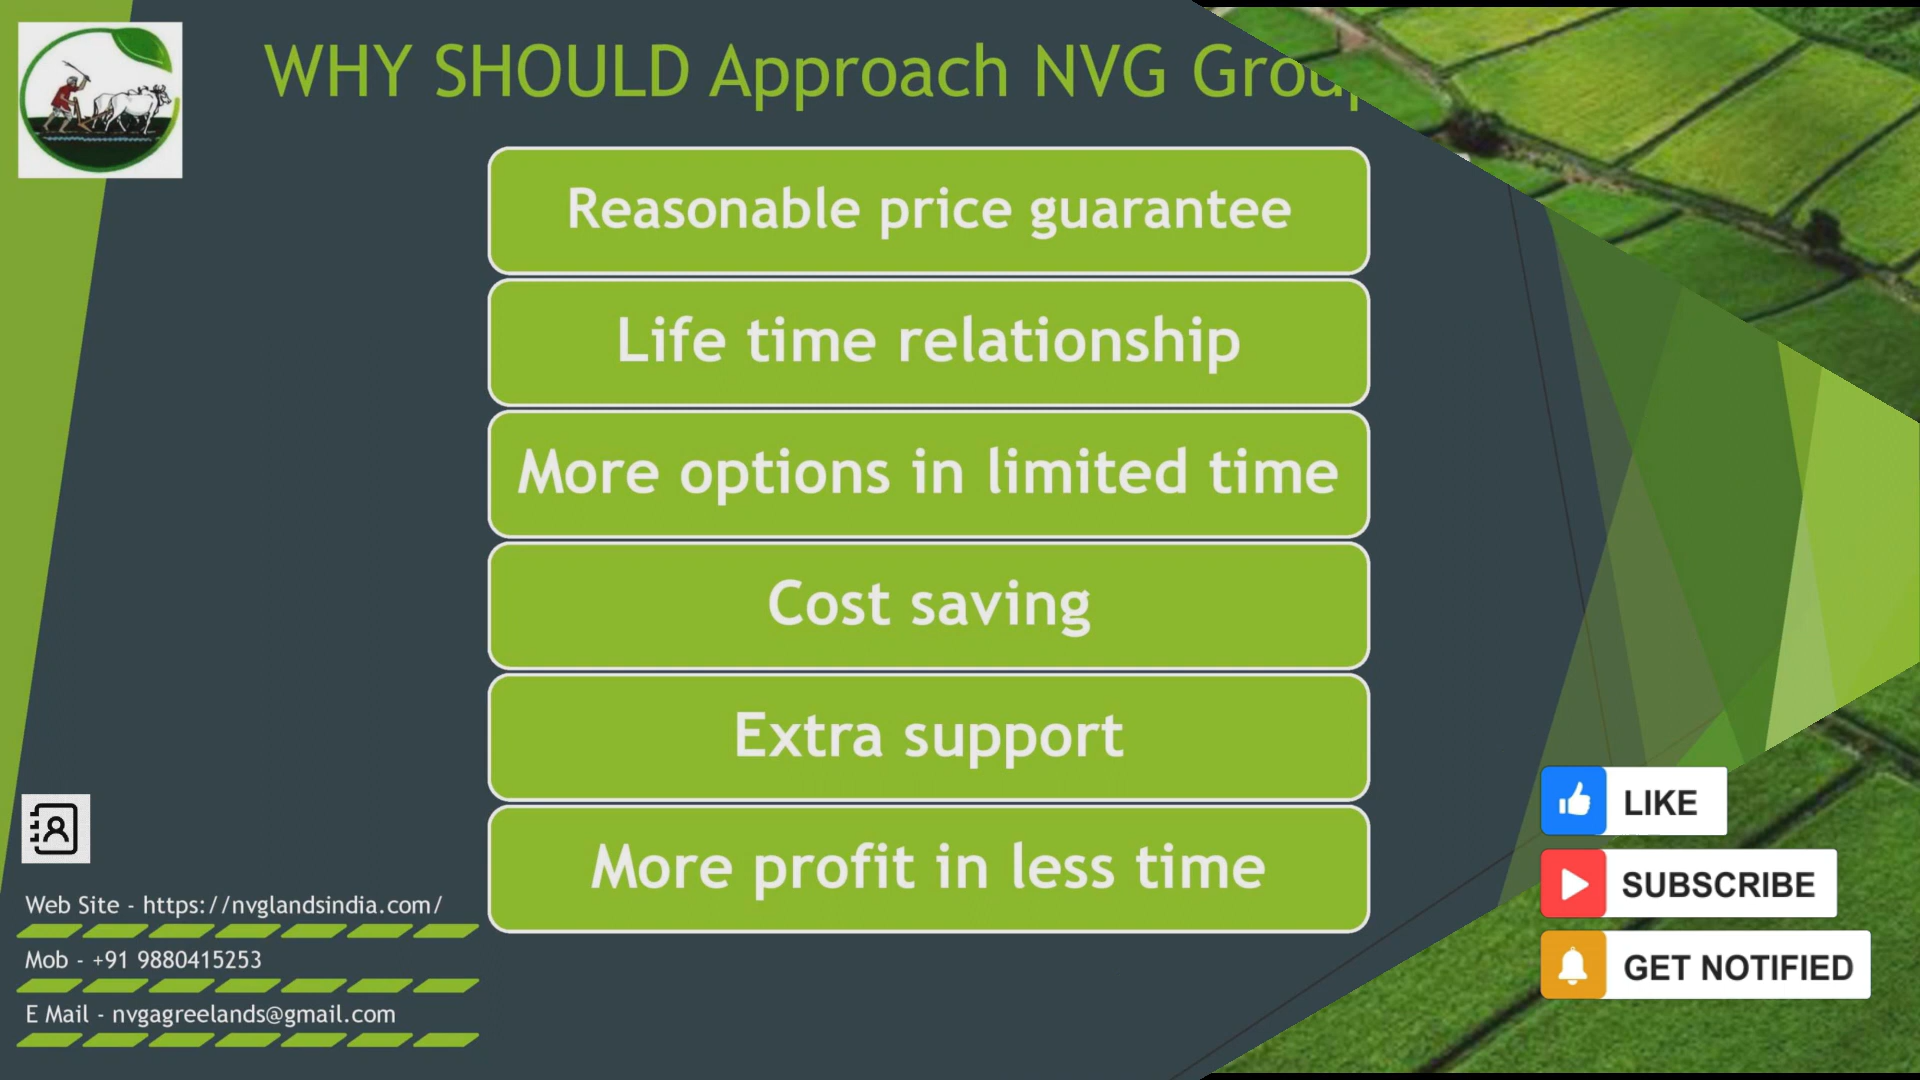 WHY SHOULD Approach NVG Group
Reasonable price guarantee
Life time relationship
More options in limited time
Cost saving
Extra support
More profit in less time
Web Site - https://nvglandsindia.com/
Mob - +91 9880415253
E Mail - nvgagreelands@gmail.com
LIKE
SUBSCRIBE
GET NOTIFIED